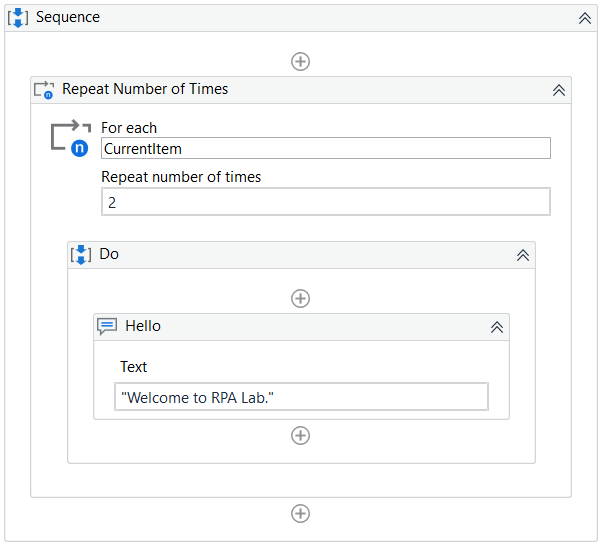 Sequence
Repeat Number of Times
For each
CurrentItem
Repeat number of times
2
Do
Hello
Text
"Welcome to RPA Lab."